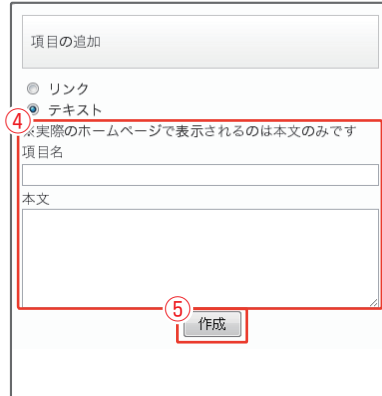 項目の追加
リンク
テキスト
④
※実際のホームページで表示されるのは本文のみです
項目名
本文
⑤
作成